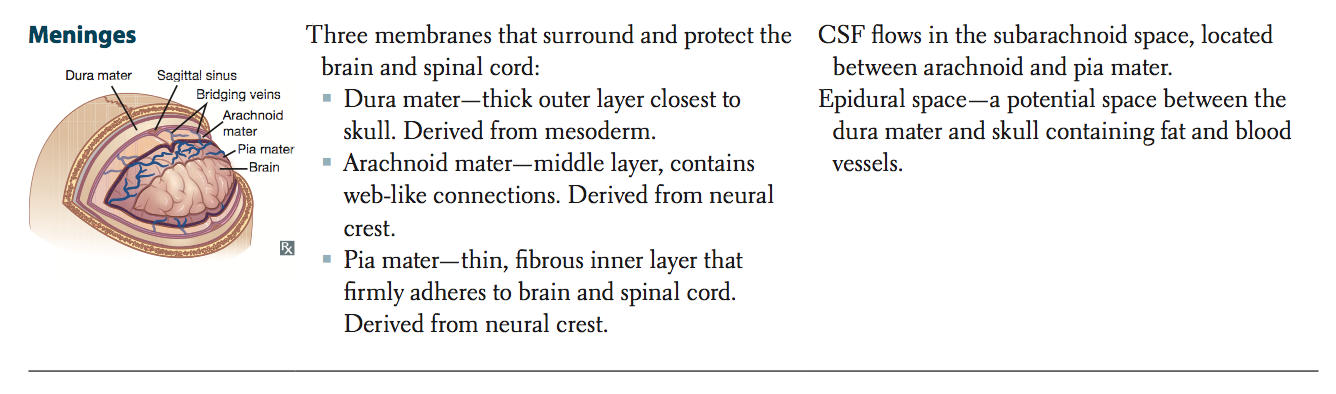 Meninges
Dura mater
Sagittal sinus
Bridging veins
Arachnoid
mater
Pia mater
Brain
Rx
Three membranes that surround and protect the
brain and spinal cord:
▪ Dura mater—thick outer layer closest to
skull. Derived from mesoderm.
▪ Arachnoid mater—middle layer, contains
web-like connections. Derived from neural
crest.
▪ Pia mater—thin, fibrous inner layer that
firmly adheres to brain and spinal cord.
Derived from neural crest.
CSF flows in the subarachnoid space, located
between arachnoid and pia mater.
Epidural space—a potential space between the
dura mater and skull containing fat and blood
vessels.